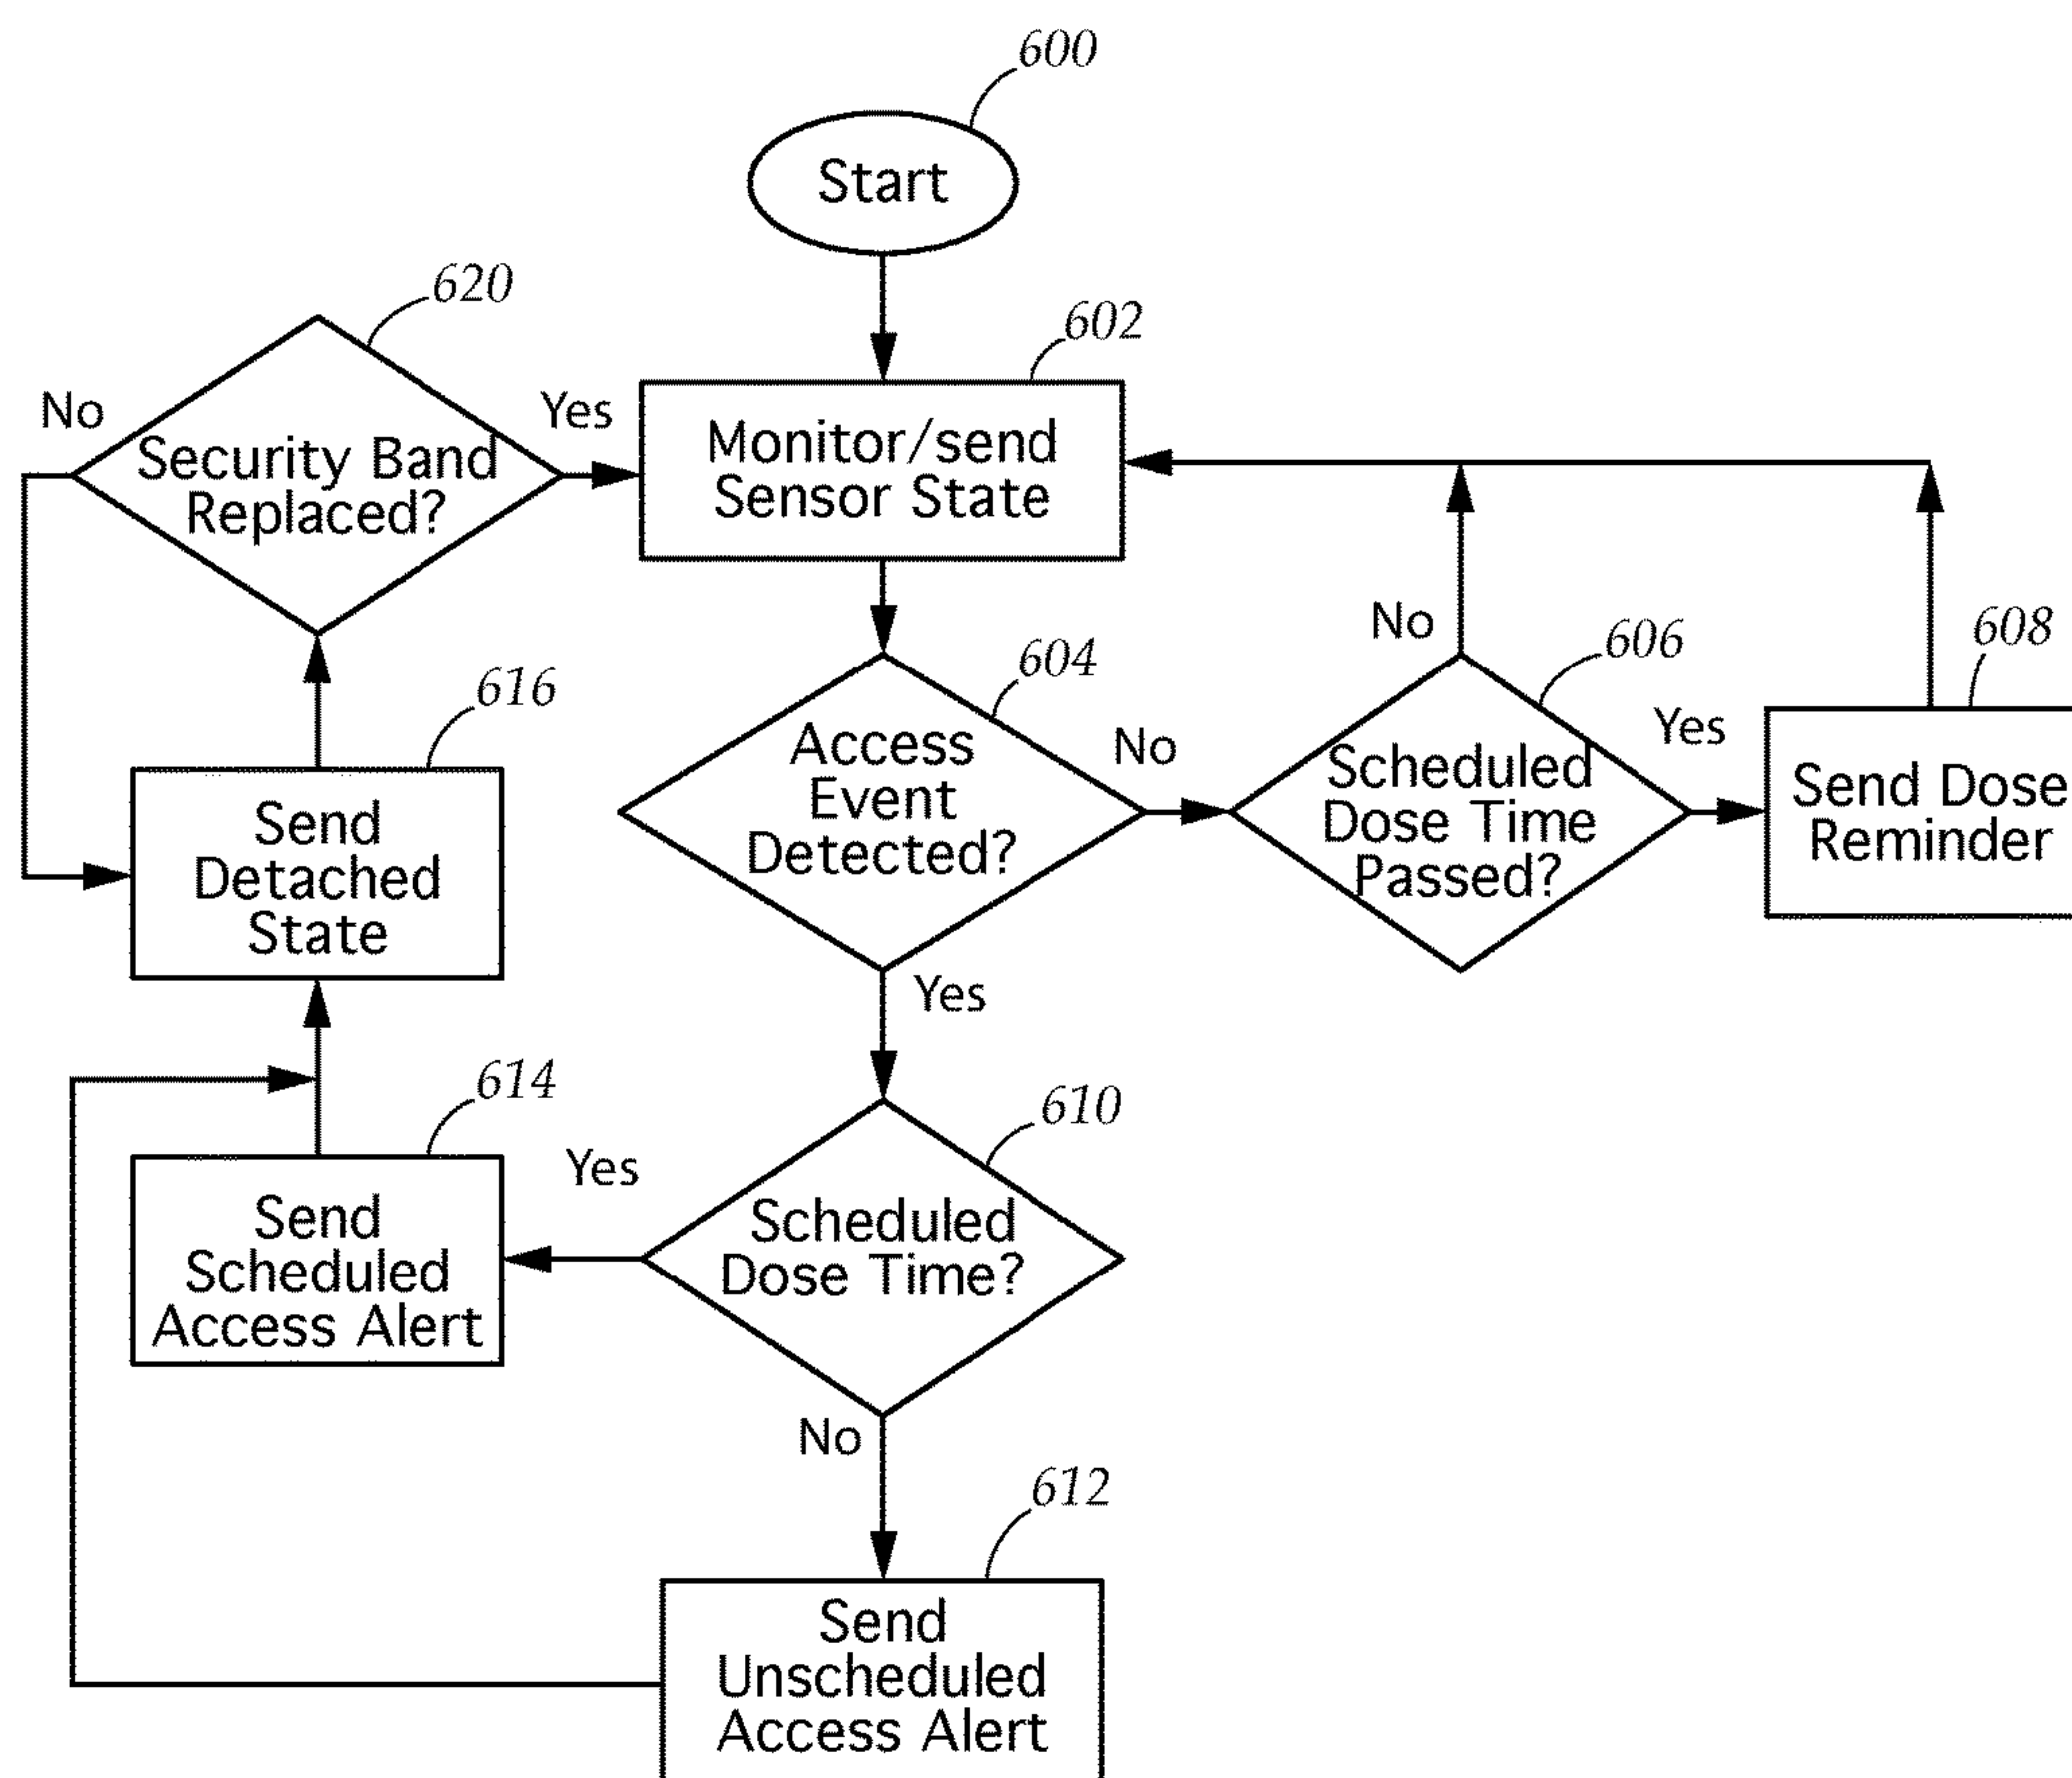 600
Start
620
602
No
Yes
Security Band
Replaced?
Monitor/send
Sensor State
616
604
No
606
608
Send
Detached
State
Access
Event
Detected?
No
Scheduled
Dose Time
Passed?
Yes
Send Dose
Reminder
Yes
614
610
Send
Scheduled
Access Alert
Yes
Scheduled
Dose Time?
No
612
Send
Unscheduled
Access Alert